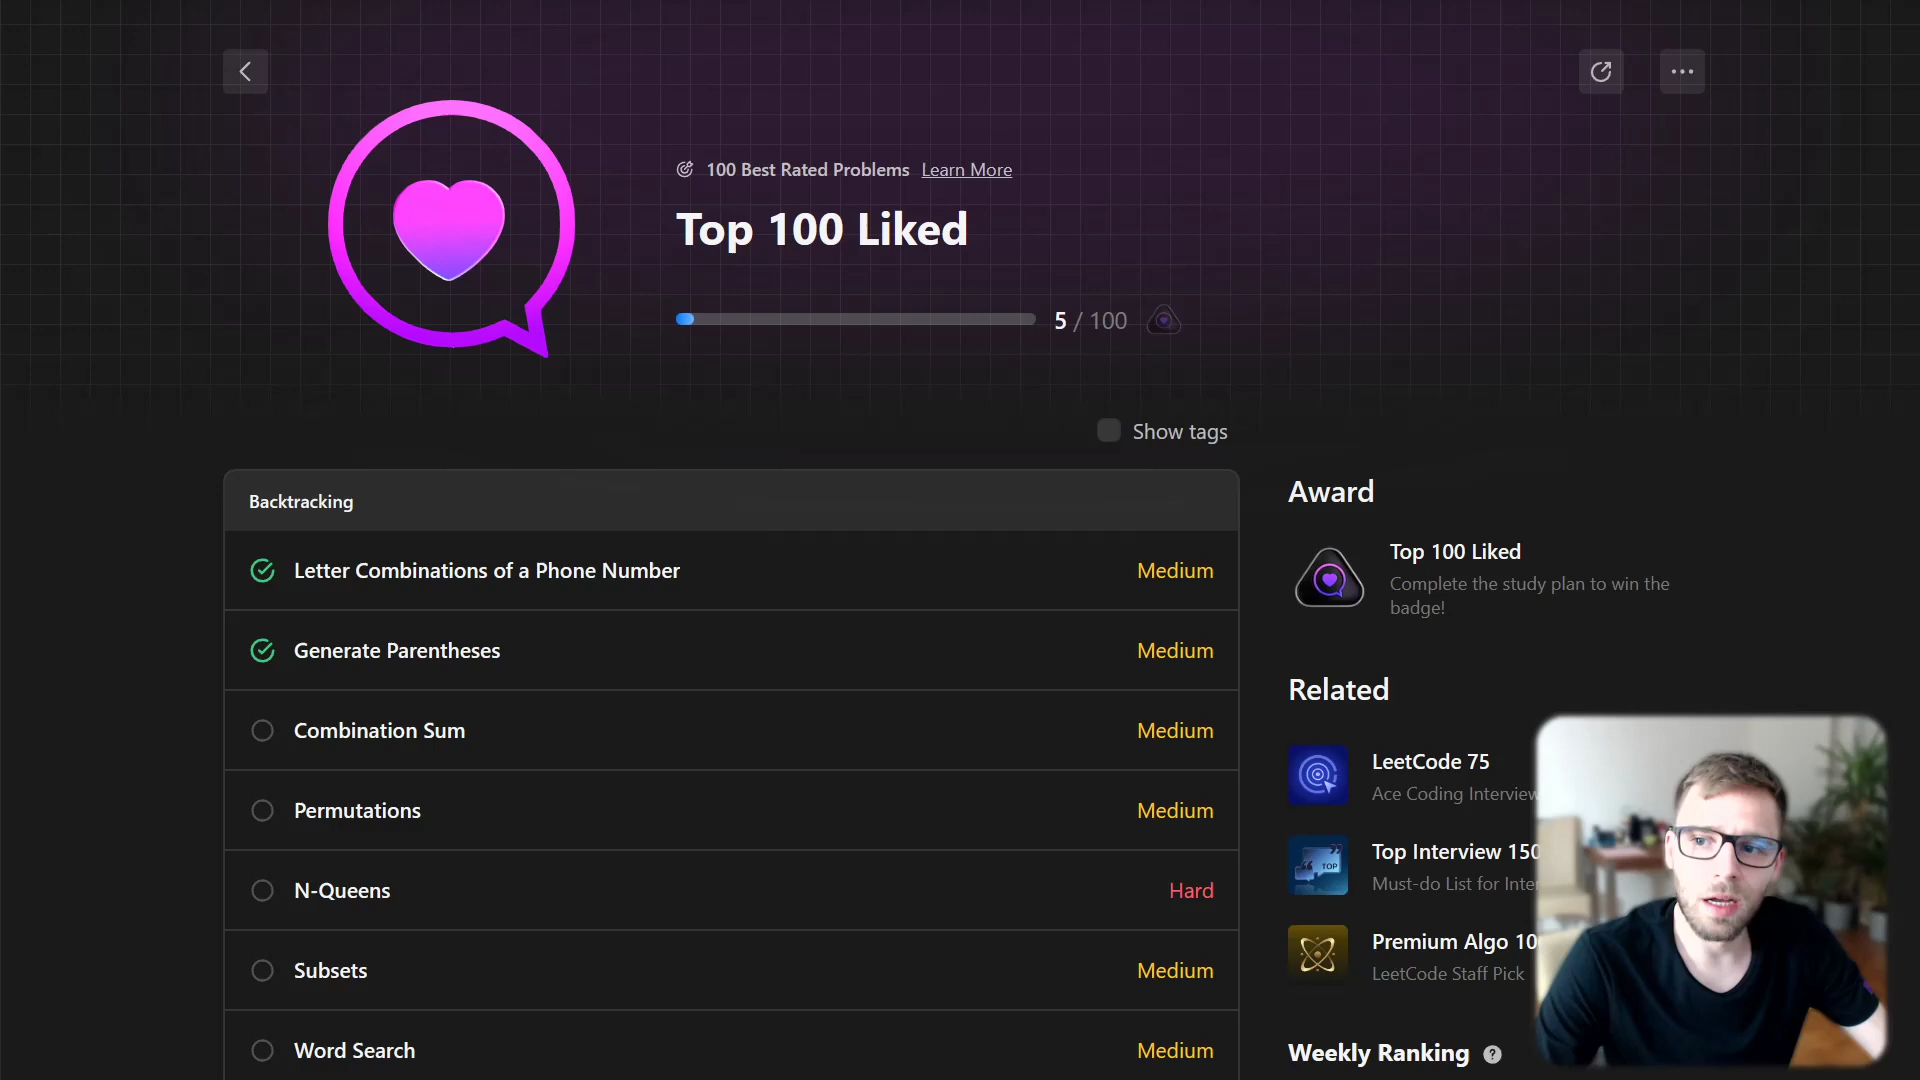 100 Best Rated Problems Learn More
Top 100 Liked
5 / 100
Show tags
Backtracking
Letter Combinations of a Phone Number Medium
Generate Parentheses Medium
Combination Sum Medium
Permutations Medium
N-Queens Hard
Subsets Medium
Word Search Medium
Award
Top 100 Liked
Complete the study plan to win the
badge!
Related
LeetCode 75
Ace Coding Interview
TOP
Top Interview 150
Must-do List for
Premium Algo
LeetCode Staff Pick
Weekly Ranking ?